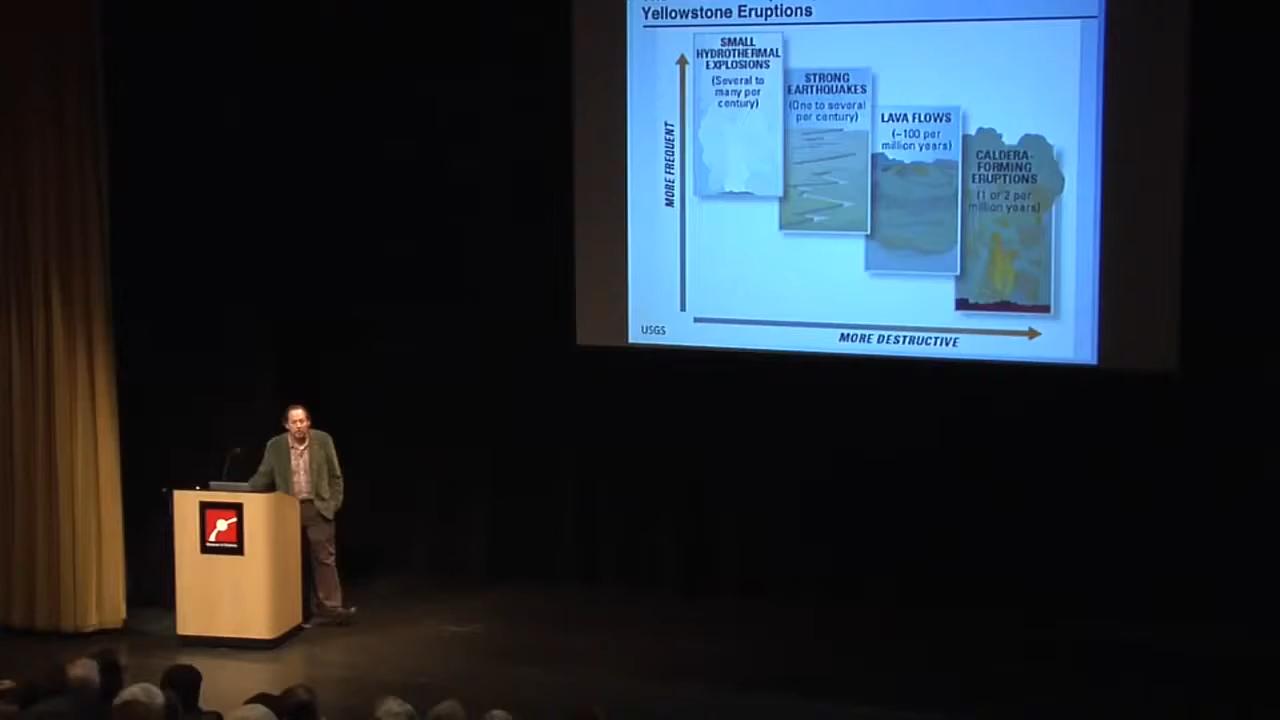 Yellowstone Eruptions
SMALL
HYDROTHERMAL
EXPLOSIONS
(Several to
many per
century)
STRONG
EARTHQUAKES
(One to several
per century)
LAVA FLOWS
(~100 per
million years)
CALDERA-
FORMING
ERUPTIONS
(1 or 2 per
million years)
MORE FREQUENT
USGS
MORE DESTRUCTIVE